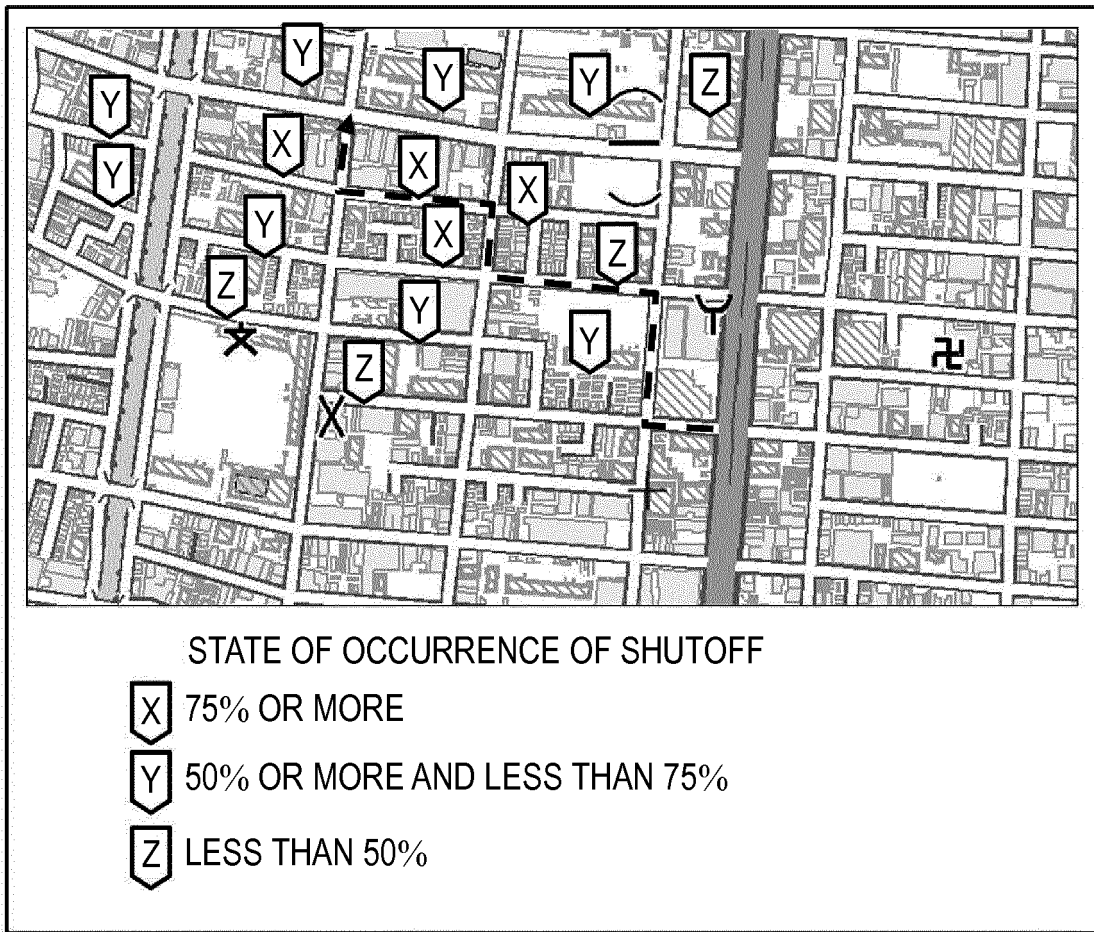 Y
Y
Y
Z
Y
X
X
Y
X
Y
X
Z
Z
Y
Y
Z
STATE OF OCCURRENCE OF SHUTOFF
X 75% OR MORE
Y 50% OR MORE AND LESS THAN 75%
Z LESS THAN 50%